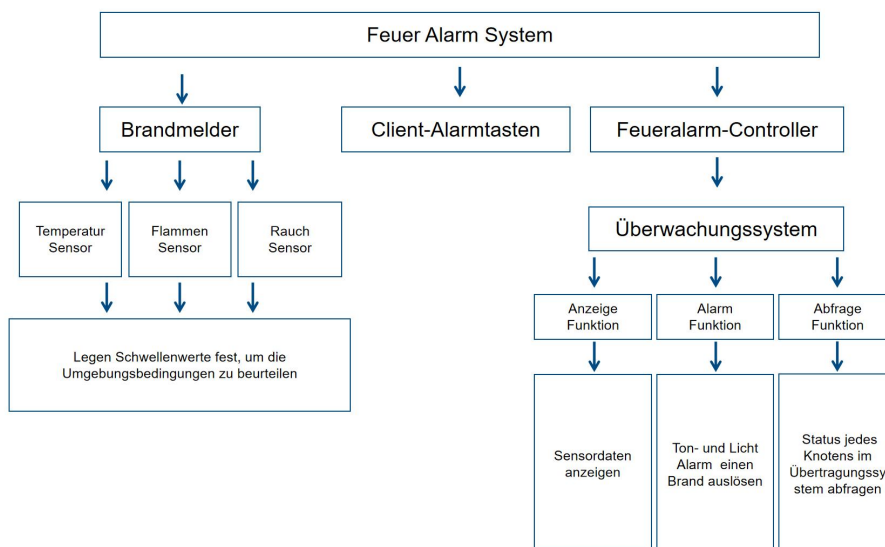 Feuer Alarm System
Brandmelder
Client-Alarmtasten
Feueralarm-Controller
Temperatur
Sensor
Flammen
Sensor
Rauch
Sensor
Legen Schwellenwerte fest, um die
Umgebungsbedingungen zu beurteilen
Überwachungssystem
Anzeige
Funktion
Alarm
Funktion
Abfrage
Funktion
Sensordaten
anzeigen
Ton- und Licht
Alarm einen
Brand auslösen
Status jedes
Knotens im
Übertragungssy
stem abfragen